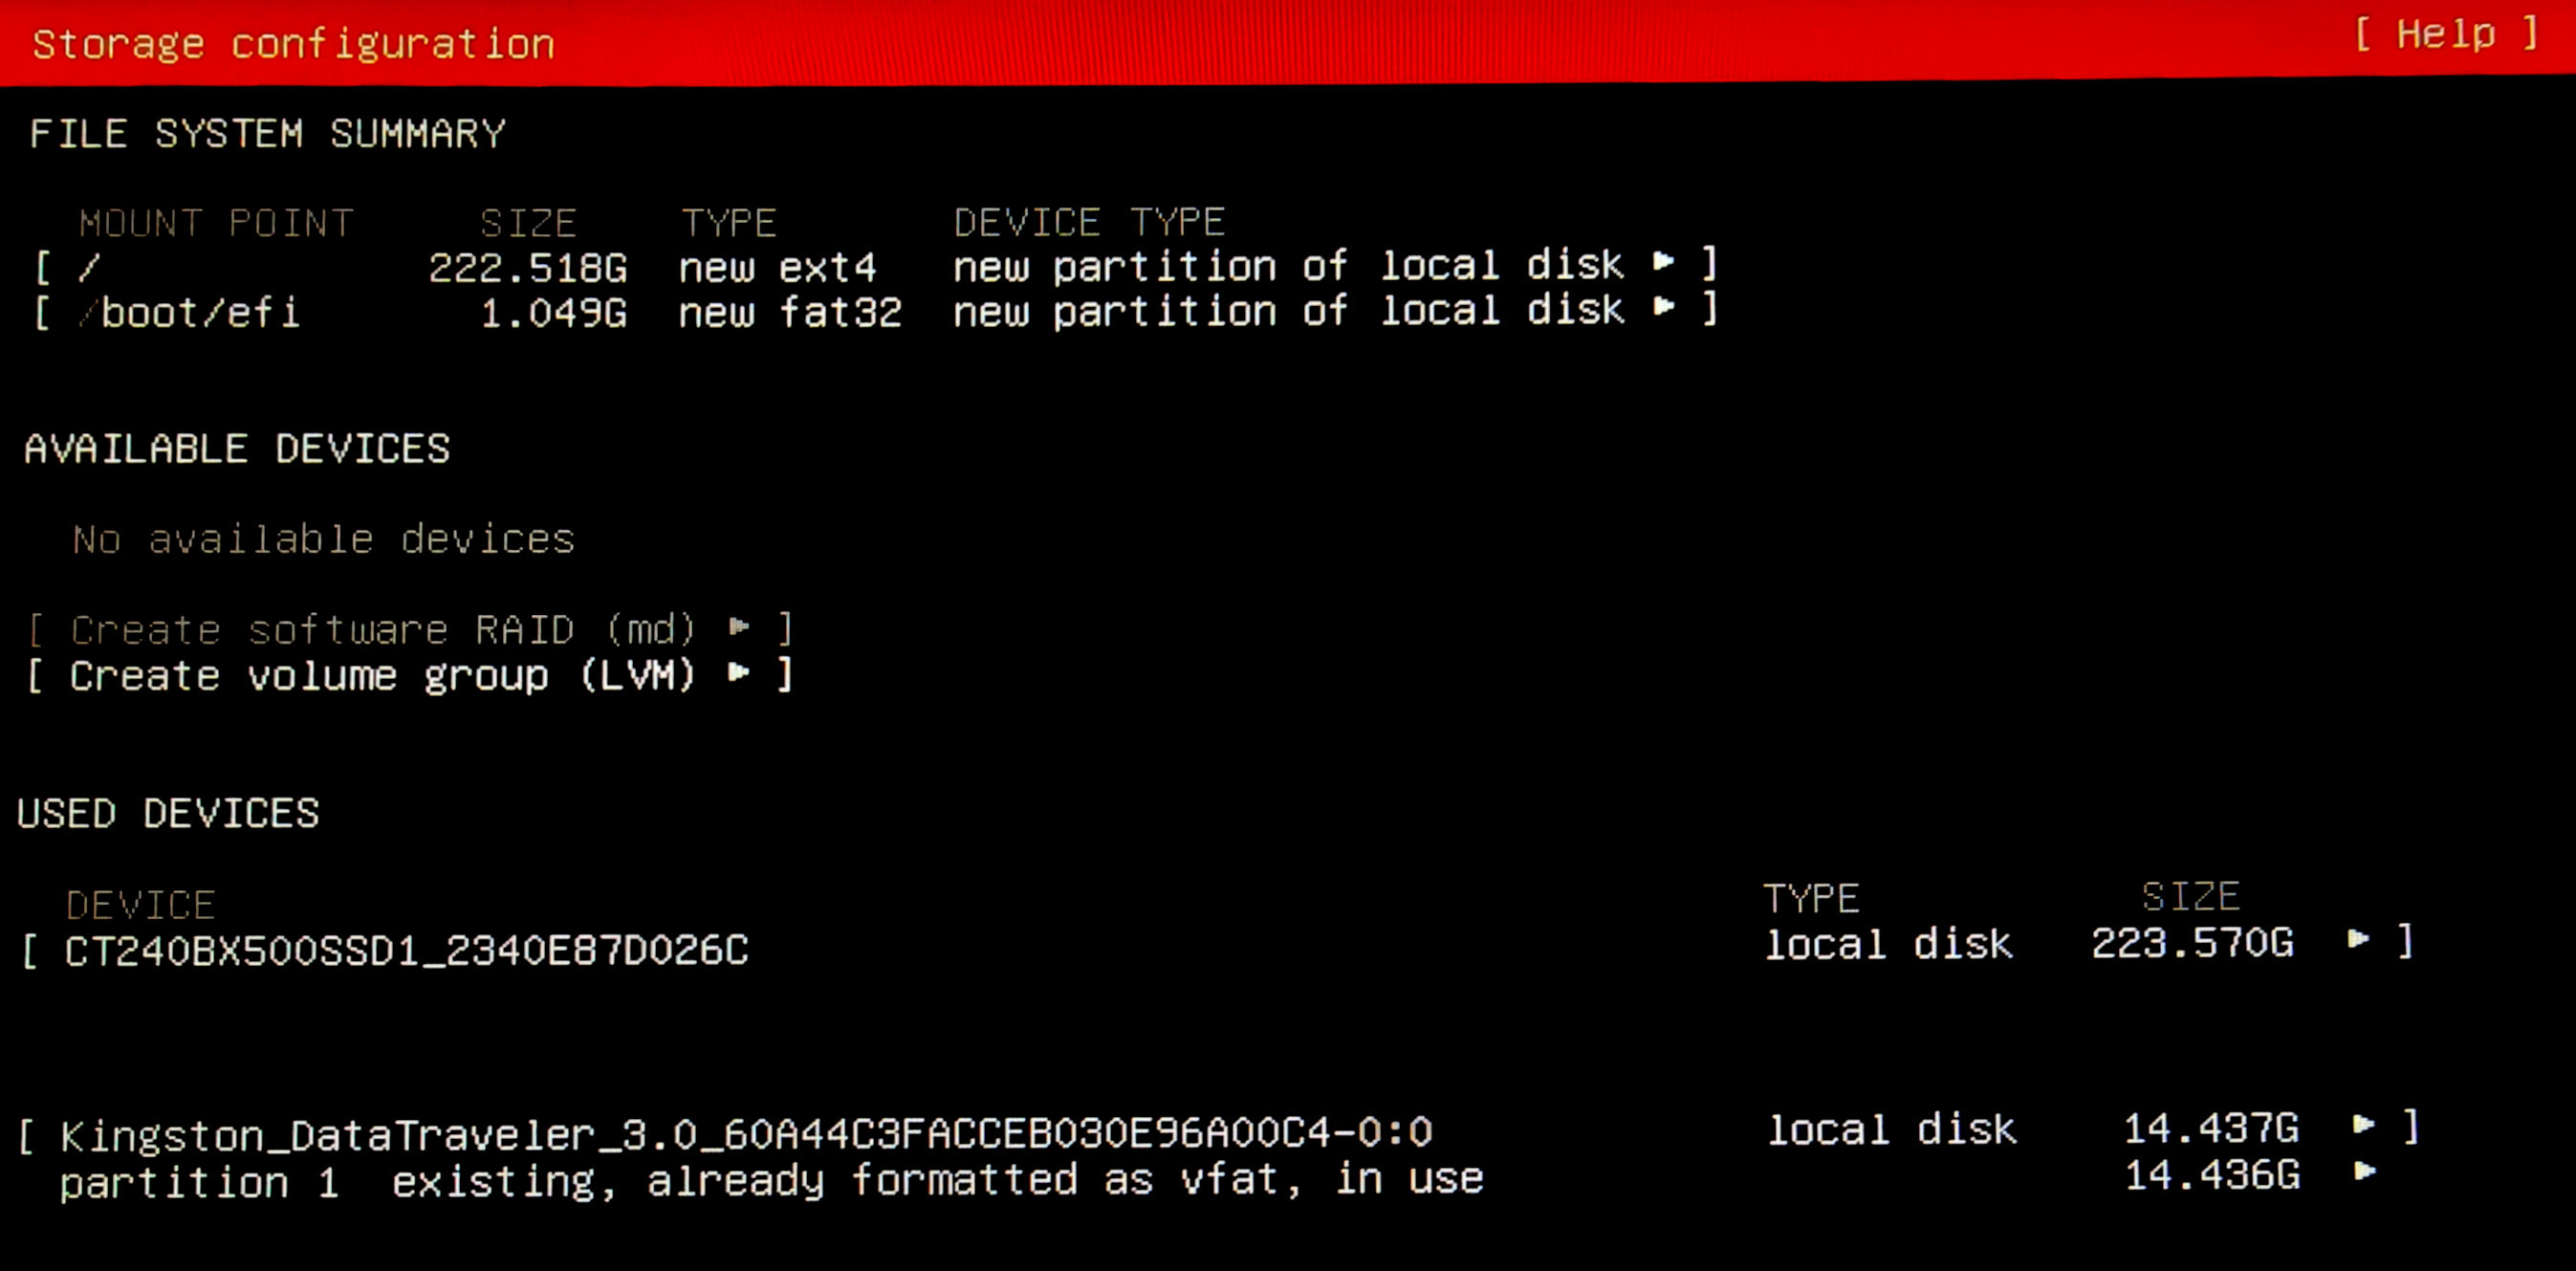 Storage configuration [ Help ]
FILE SYSTEM SUMMARY
MOUNT POINT SIZE TYPE DEVICE TYPE
[ / 222.518G new ext4 new partition of local disk ▸ ]
[ /boot/efi 1.049G new fat32 new partition of local disk ▸ ]
AVAILABLE DEVICES
No available devices
[ Create software RAID (md) ▸ ]
[ Create volume group (LVM) ▸ ]
USED DEVICES
DEVICE TYPE SIZE
[ CT240BX500SSD1_2340E87D026C local disk 223.570G ▸ ]
[ Kingston_DataTraveler_3.0_60A44C3FACCEB030E96A00C4-0:0 local disk 14.437G ▸ ]
partition 1 existing, already formatted as vfat, in use 14.436G ▸